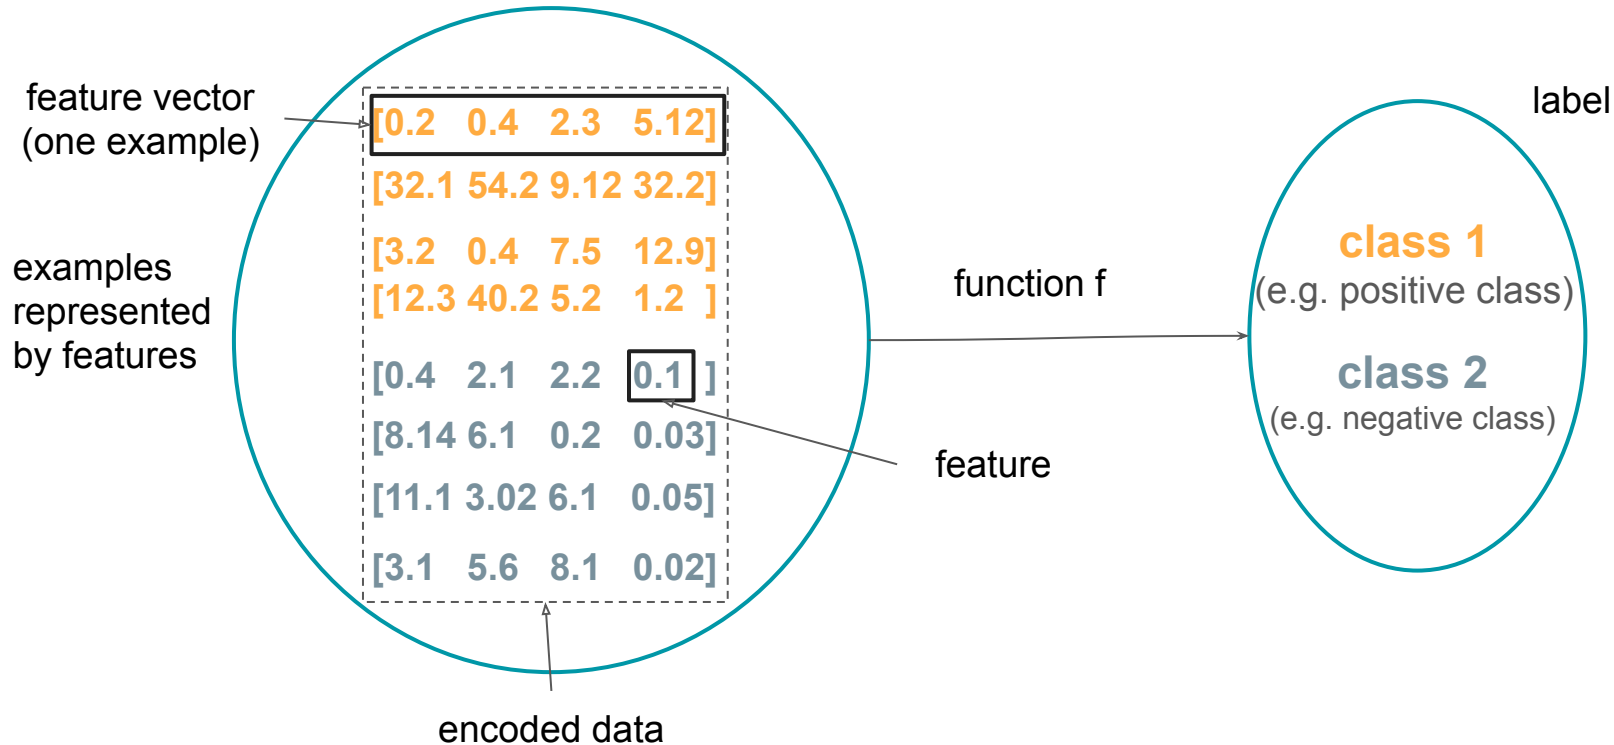 feature vector
(one example)
examples
represented
by features
[0.2 0.4 2.3 5.12]
[32.1 54.2 9.12 32.2]
[3.2 0.4 7.5 12.9]
[12.3 40.2 5.2 1.2 ]
[0.4 2.1 2.2 0.1 ]
[8.14 6.1 0.2 0.03]
[11.1 3.02 6.1 0.05]
[3.1 5.6 8.1 0.02]
encoded data
function f
feature
label
class 1
(e.g. positive class)
class 2
(e.g. negative class)